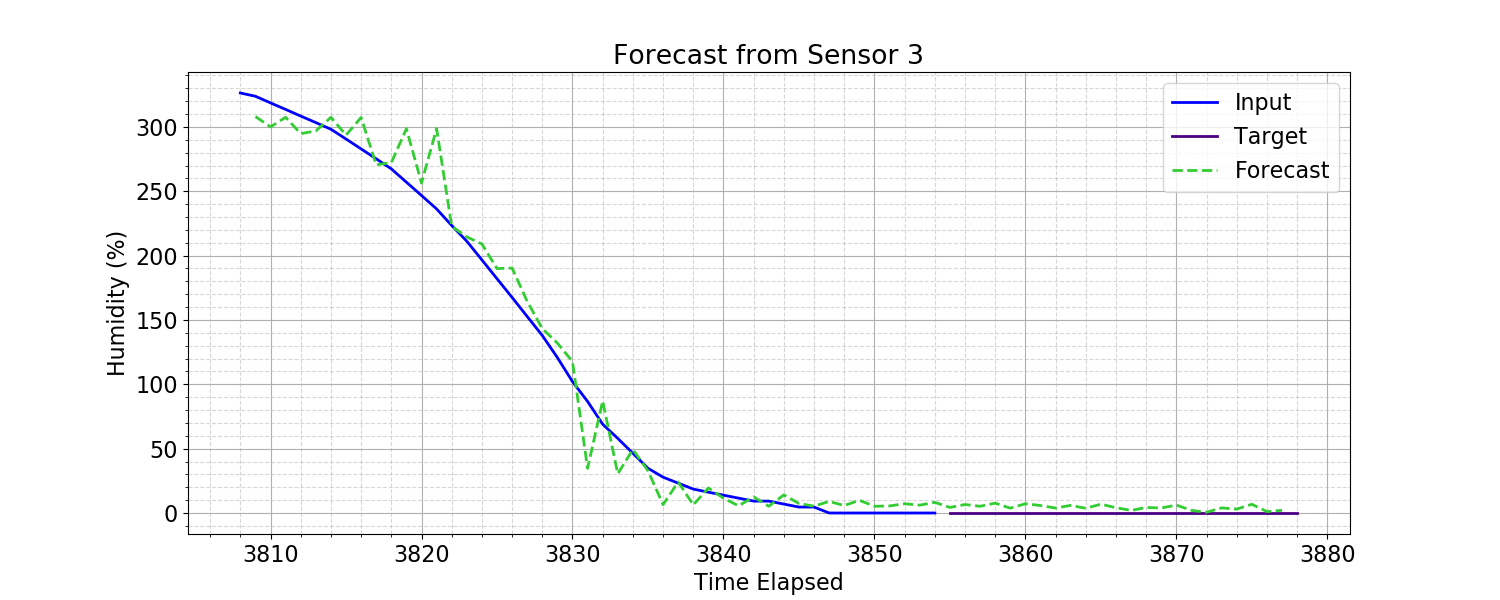 Forecast from Sensor 3
Humidity (%)
300
250
200
150
100
50
0
3810 3820 3830 3840 3850 3860 3870 3880
Time Elapsed
Input
Target
Forecast